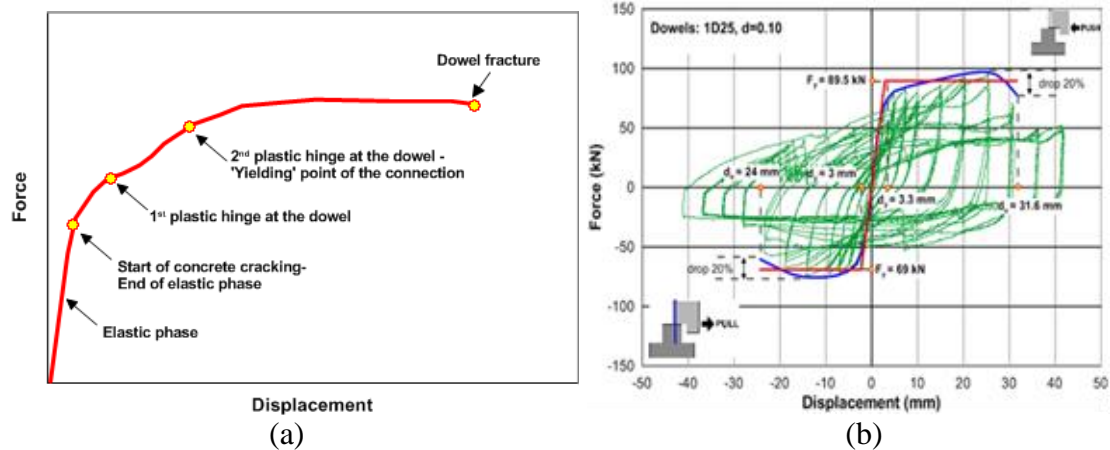 Dowel fracture
2nd plastic hinge at the dowel -
'Yielding' point of the connection
1st plastic hinge at the dowel
Start of concrete cracking-
End of elastic phase
Elastic phase
Force
Displacement
(a)
Dowels: 1D25, d=0.10
PUSH
150
100
50
0
-50
-100
-150
Fy = 89.5 kN
drop 20%
du = 24 mm
dy = 3 mm
dy = 3.3 mm
du = 31.6 mm
drop 20%
Fy = 69 kN
PULL
Force (kN)
-50 -40 -30 -20 -10 0 10 20 30 40 50
Displacement (mm)
(b)